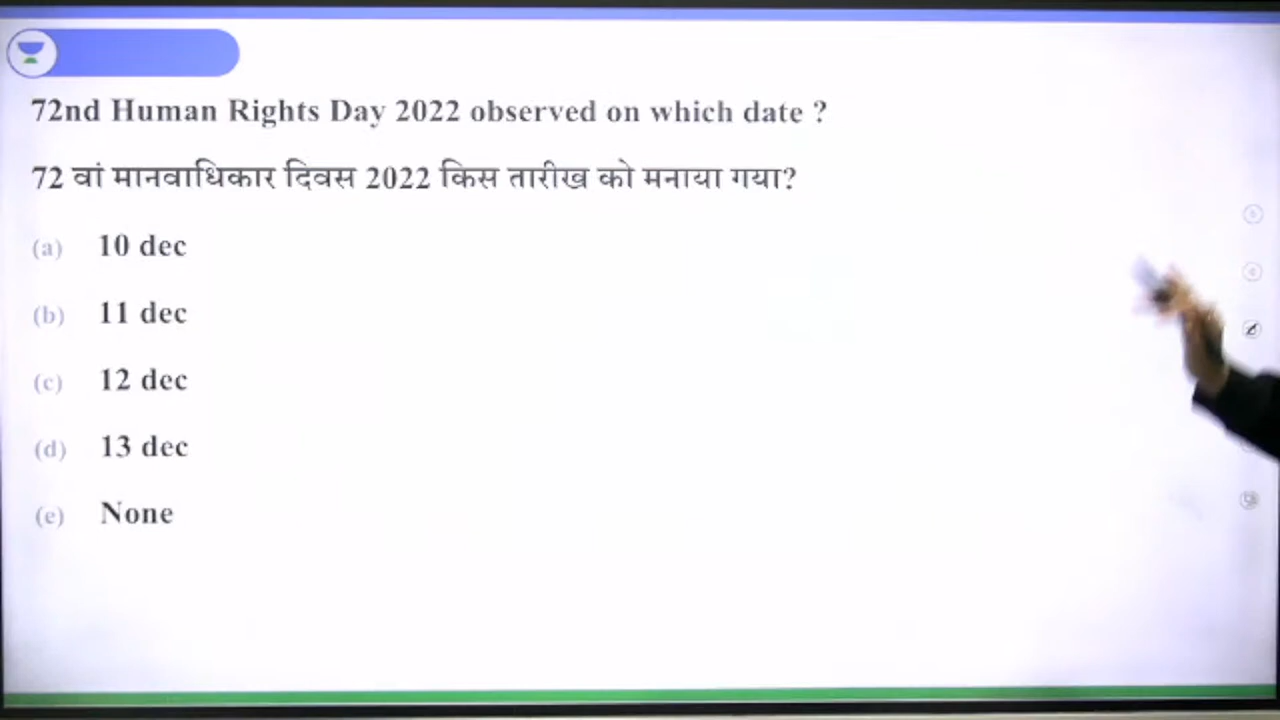 72nd Human Rights Day 2022 observed on which date ?
72 वां मानवाधिकार दिवस 2022 किस तारीख को मनाया गया?
(a) 10 dec
(b) 11 dec
(c) 12 dec
(d) 13 dec
(e) None